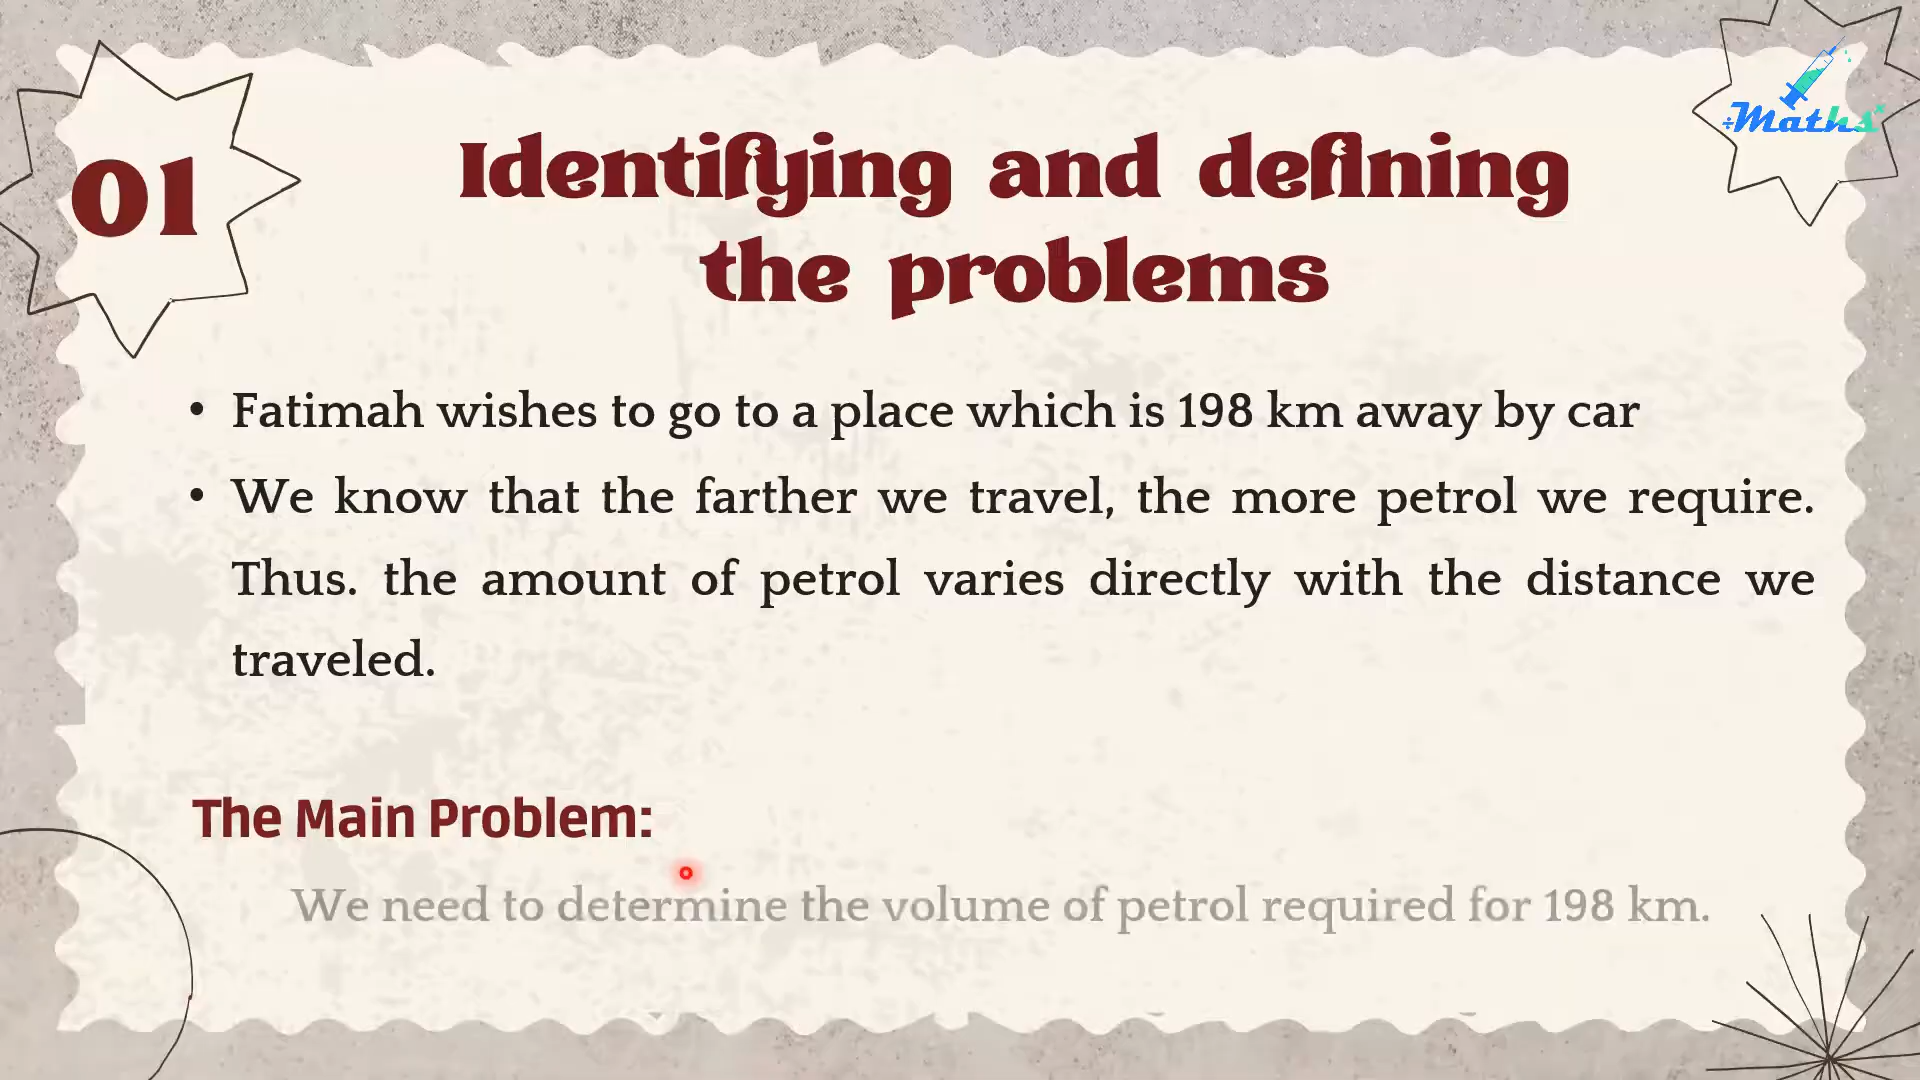 01
÷Maths×
Identifying and defining
the problems
• Fatimah wishes to go to a place which is 198 km away by car
• We know that the farther we travel, the more petrol we require.
Thus. the amount of petrol varies directly with the distance we
traveled.
The Main Problem:
We need to determine the volume of petrol required for 198 km.